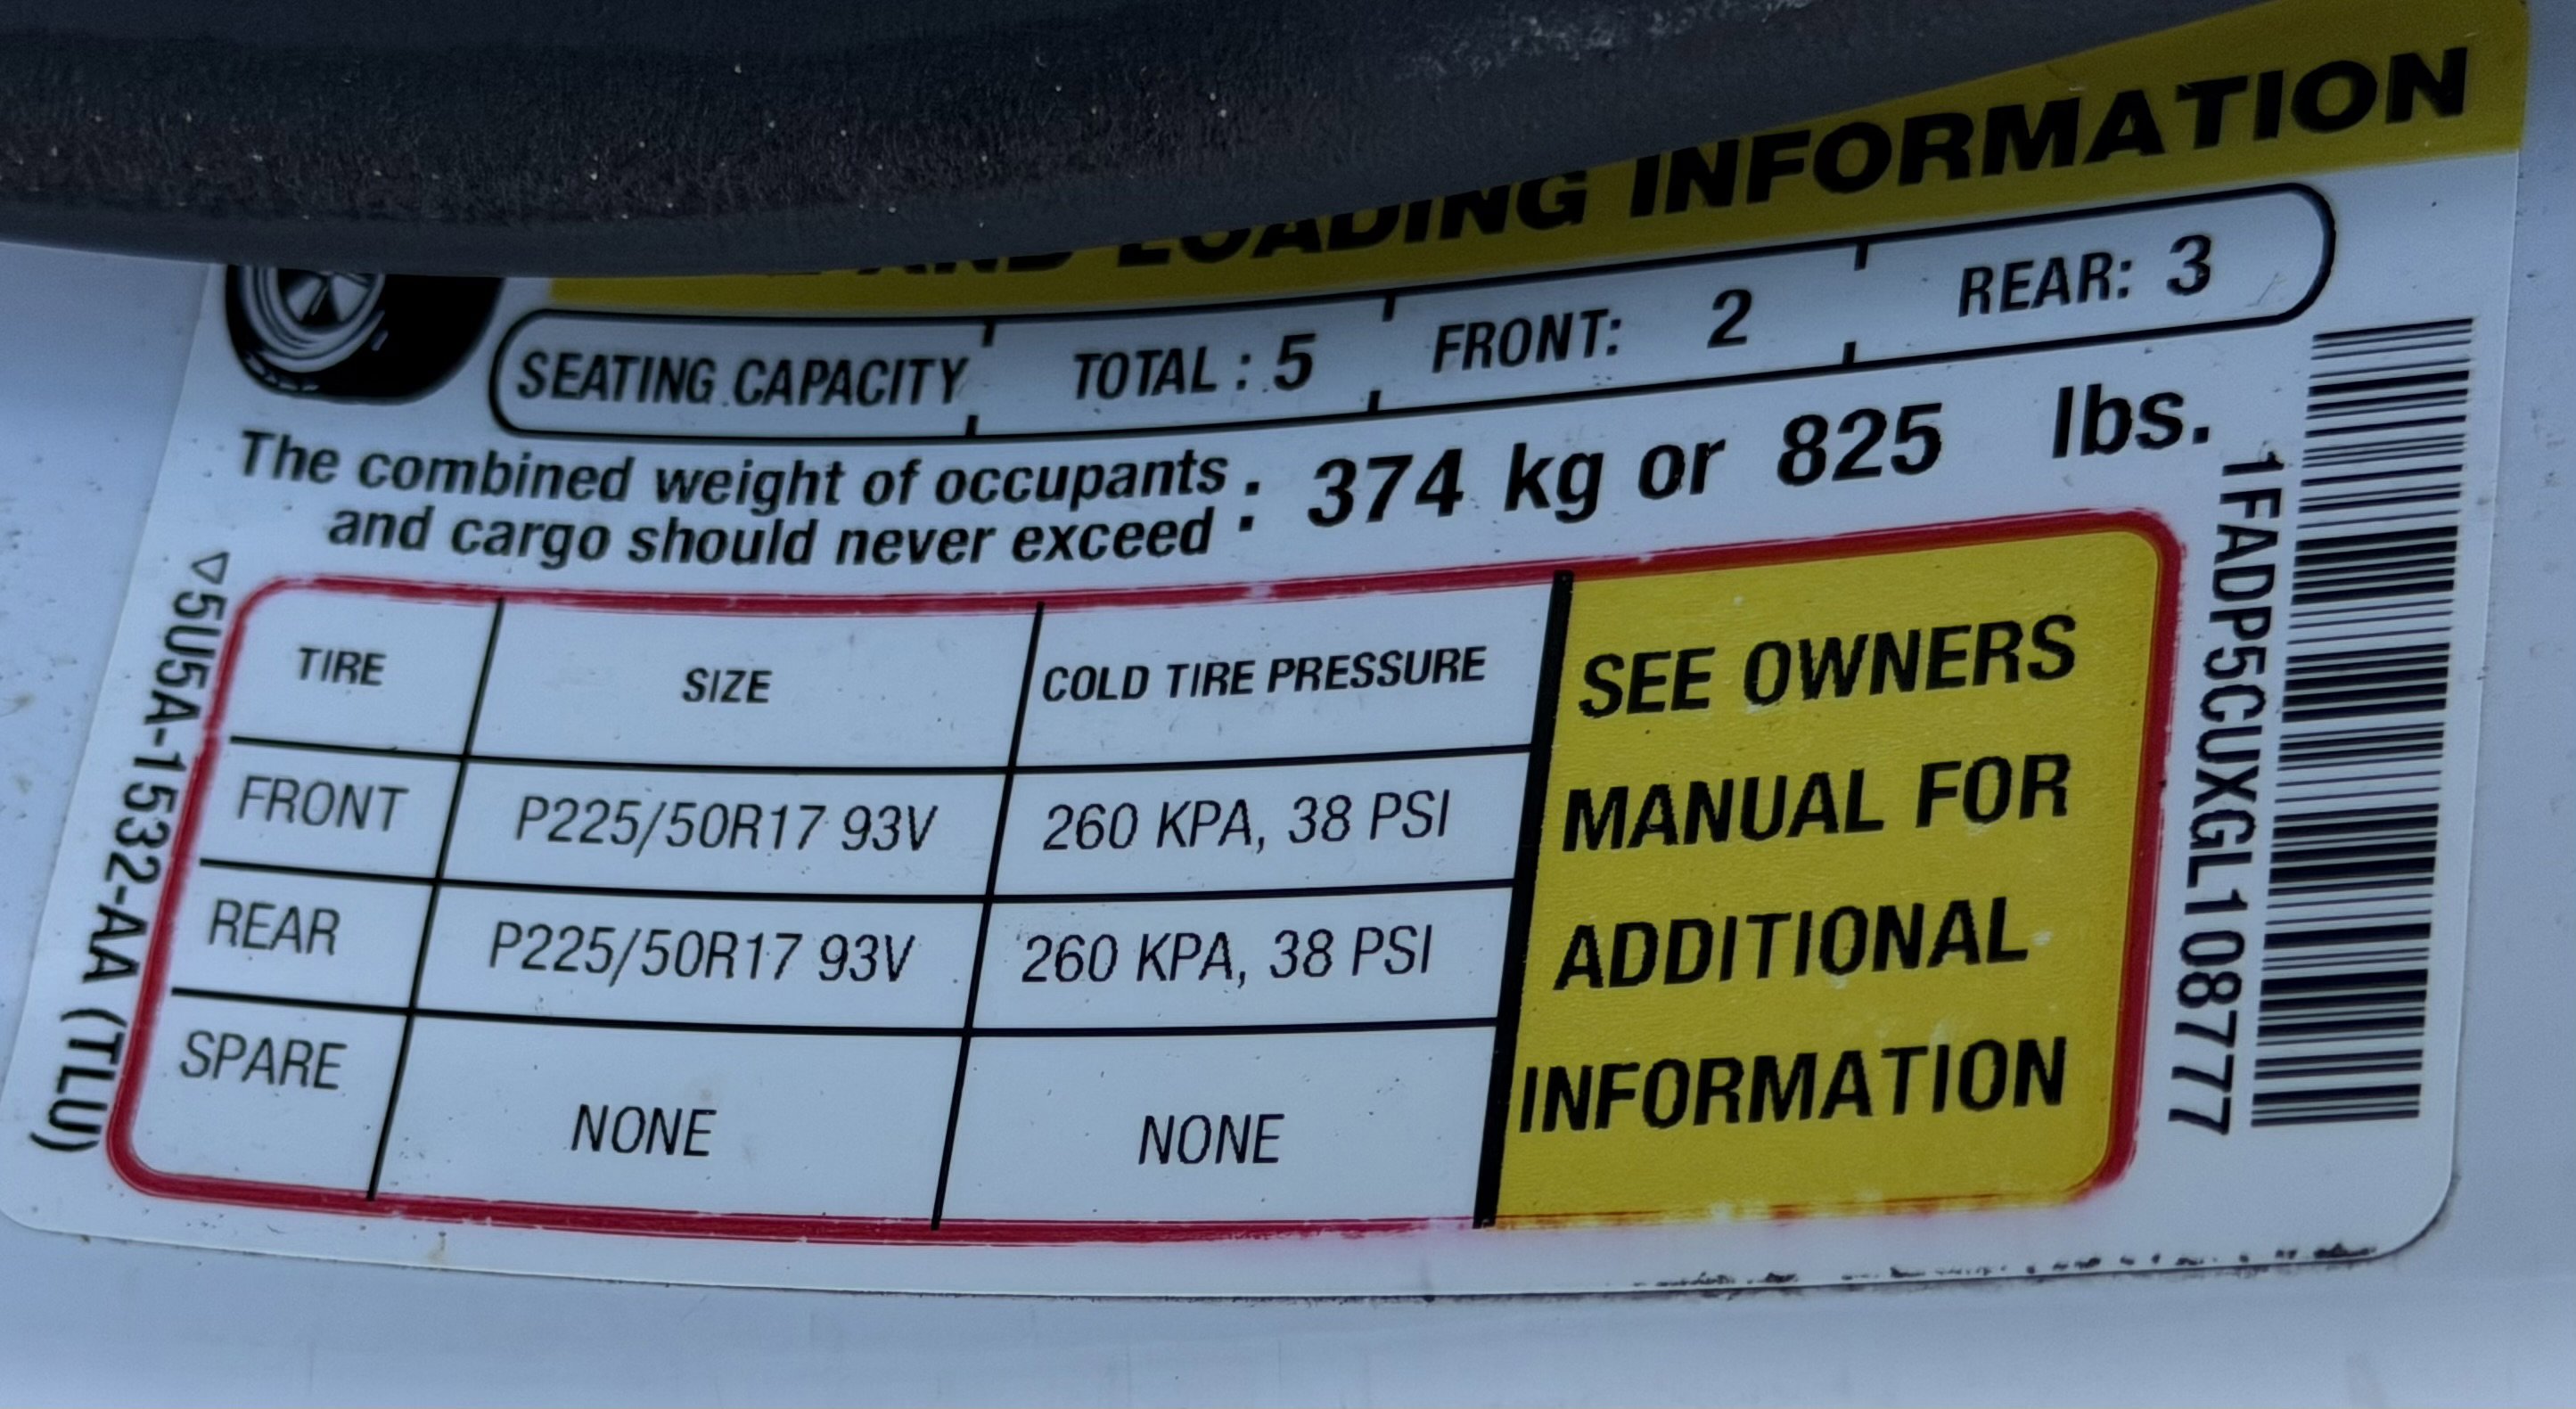 AND LOADING INFORMATION
SEATING CAPACITY TOTAL : 5 FRONT: 2 REAR: 3
The combined weight of occupants
and cargo should never exceed : 374 kg or 825 lbs.
TIRE SIZE COLD TIRE PRESSURE
FRONT P225/50R17 93V 260 KPA, 38 PSI
REAR P225/50R17 93V 260 KPA, 38 PSI
SPARE NONE NONE
SEE OWNERS
MANUAL FOR
ADDITIONAL
INFORMATION
5U5A-1532-AA (TLU)
1FADP5CUXGL108777